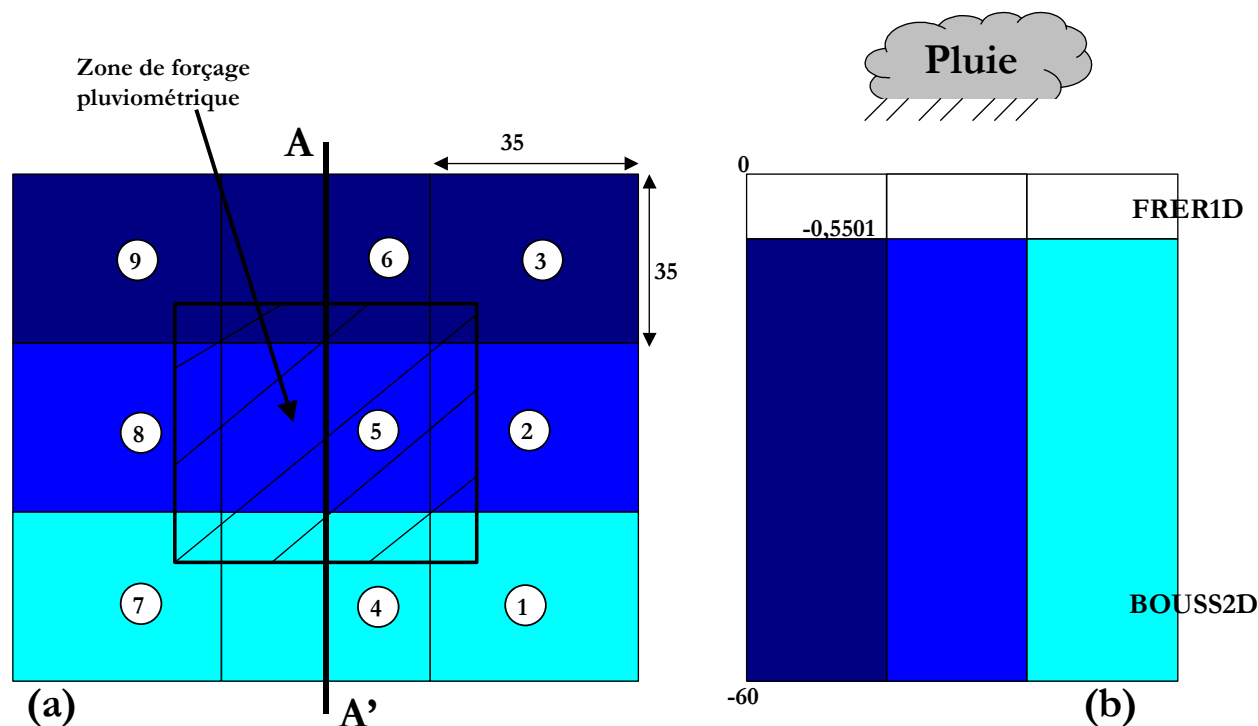 Zone de forçage
pluviométrique
A
35
35
9
6
3
8
5
2
7
4
1
(a)
A’
Pluie
0
FRER1D
-0,5501
BOUSS2D
-60
(b)